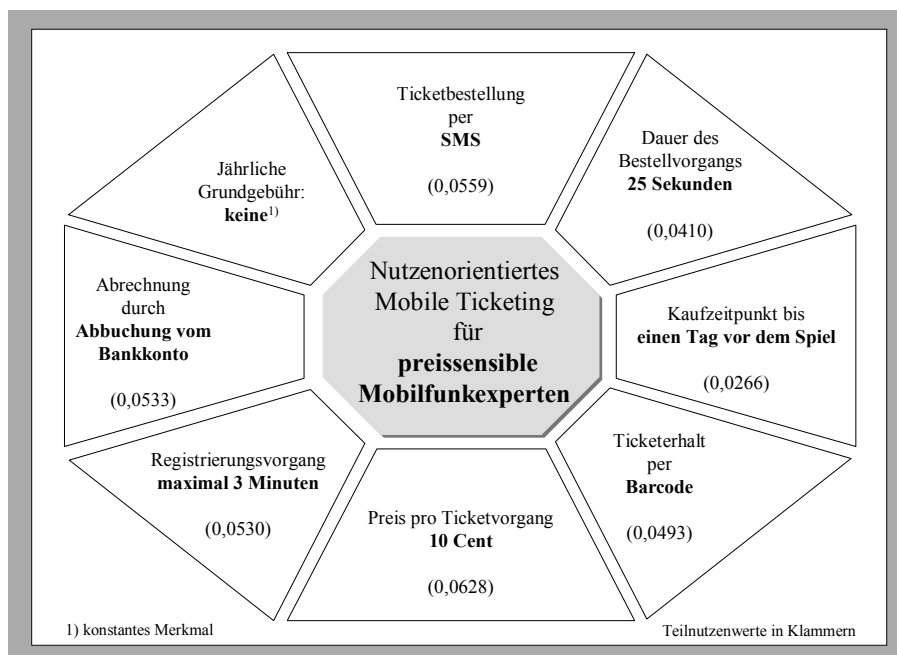 Ticketbestellung
per
SMS
(0,0559)
Dauer des
Bestellvorgangs
25 Sekunden
(0,0410)
Kaufzeitpunkt bis
einen Tag vor dem Spiel
(0,0266)
Ticketerhalt
per
Barcode
(0,0493)
Preis pro Ticketvorgang
10 Cent
(0,0628)
Registrierungsvorgang
maximal 3 Minuten
(0,0530)
Abrechnung
durch
Abbuchung vom
Bankkonto
(0,0533)
Jährliche
Grundgebühr:
keine1)
Nutzenorientiertes
Mobile Ticketing
für
preissensible
Mobilfunkexperten
1) konstantes Merkmal
Teilnutzenwerte in Klammern